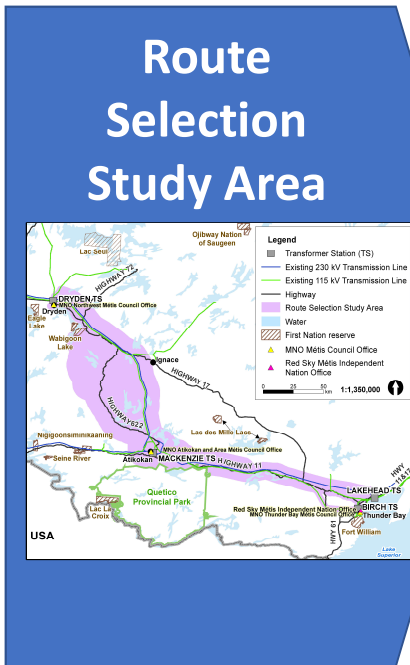 Route
Selection
Study Area
Ojibway Nation
of Saugeen
Lac Seul
HIGHWAY 72
Legend
Transformer Station (TS)
Existing 230 kV Transmission Line
Existing 115 kV Transmission Line
Highway
Route Selection Study Area
Water
First Nation reserve
MNO Métis Council Office
Red Sky Métis Independent
Nation Office
0 25 50
km
1:1,350,000
DRYDEN TS
MNO Northwest Métis Council Office
Dryden
Eagle
Lake
Wabigoon
Lake
Ignace
HIGHWAY 17
HIGHWAY 622
Lac des Mille Lacs
Nigigoonsiminikaaning
Seine River
MNO Atikokan and Area Métis Council Office
Atikokan
MACKENZIE TS
HIGHWAY 11
HWY
11&17
LAKEHEAD TS
Quetico
Provincial Park
Lac La
Croix
Red Sky Métis Independent Nation Office
BIRCH TS
MNO Thunder Bay Métis Council Office
Thunder Bay
Fort William
HWY 61
USA
Lake
Superior